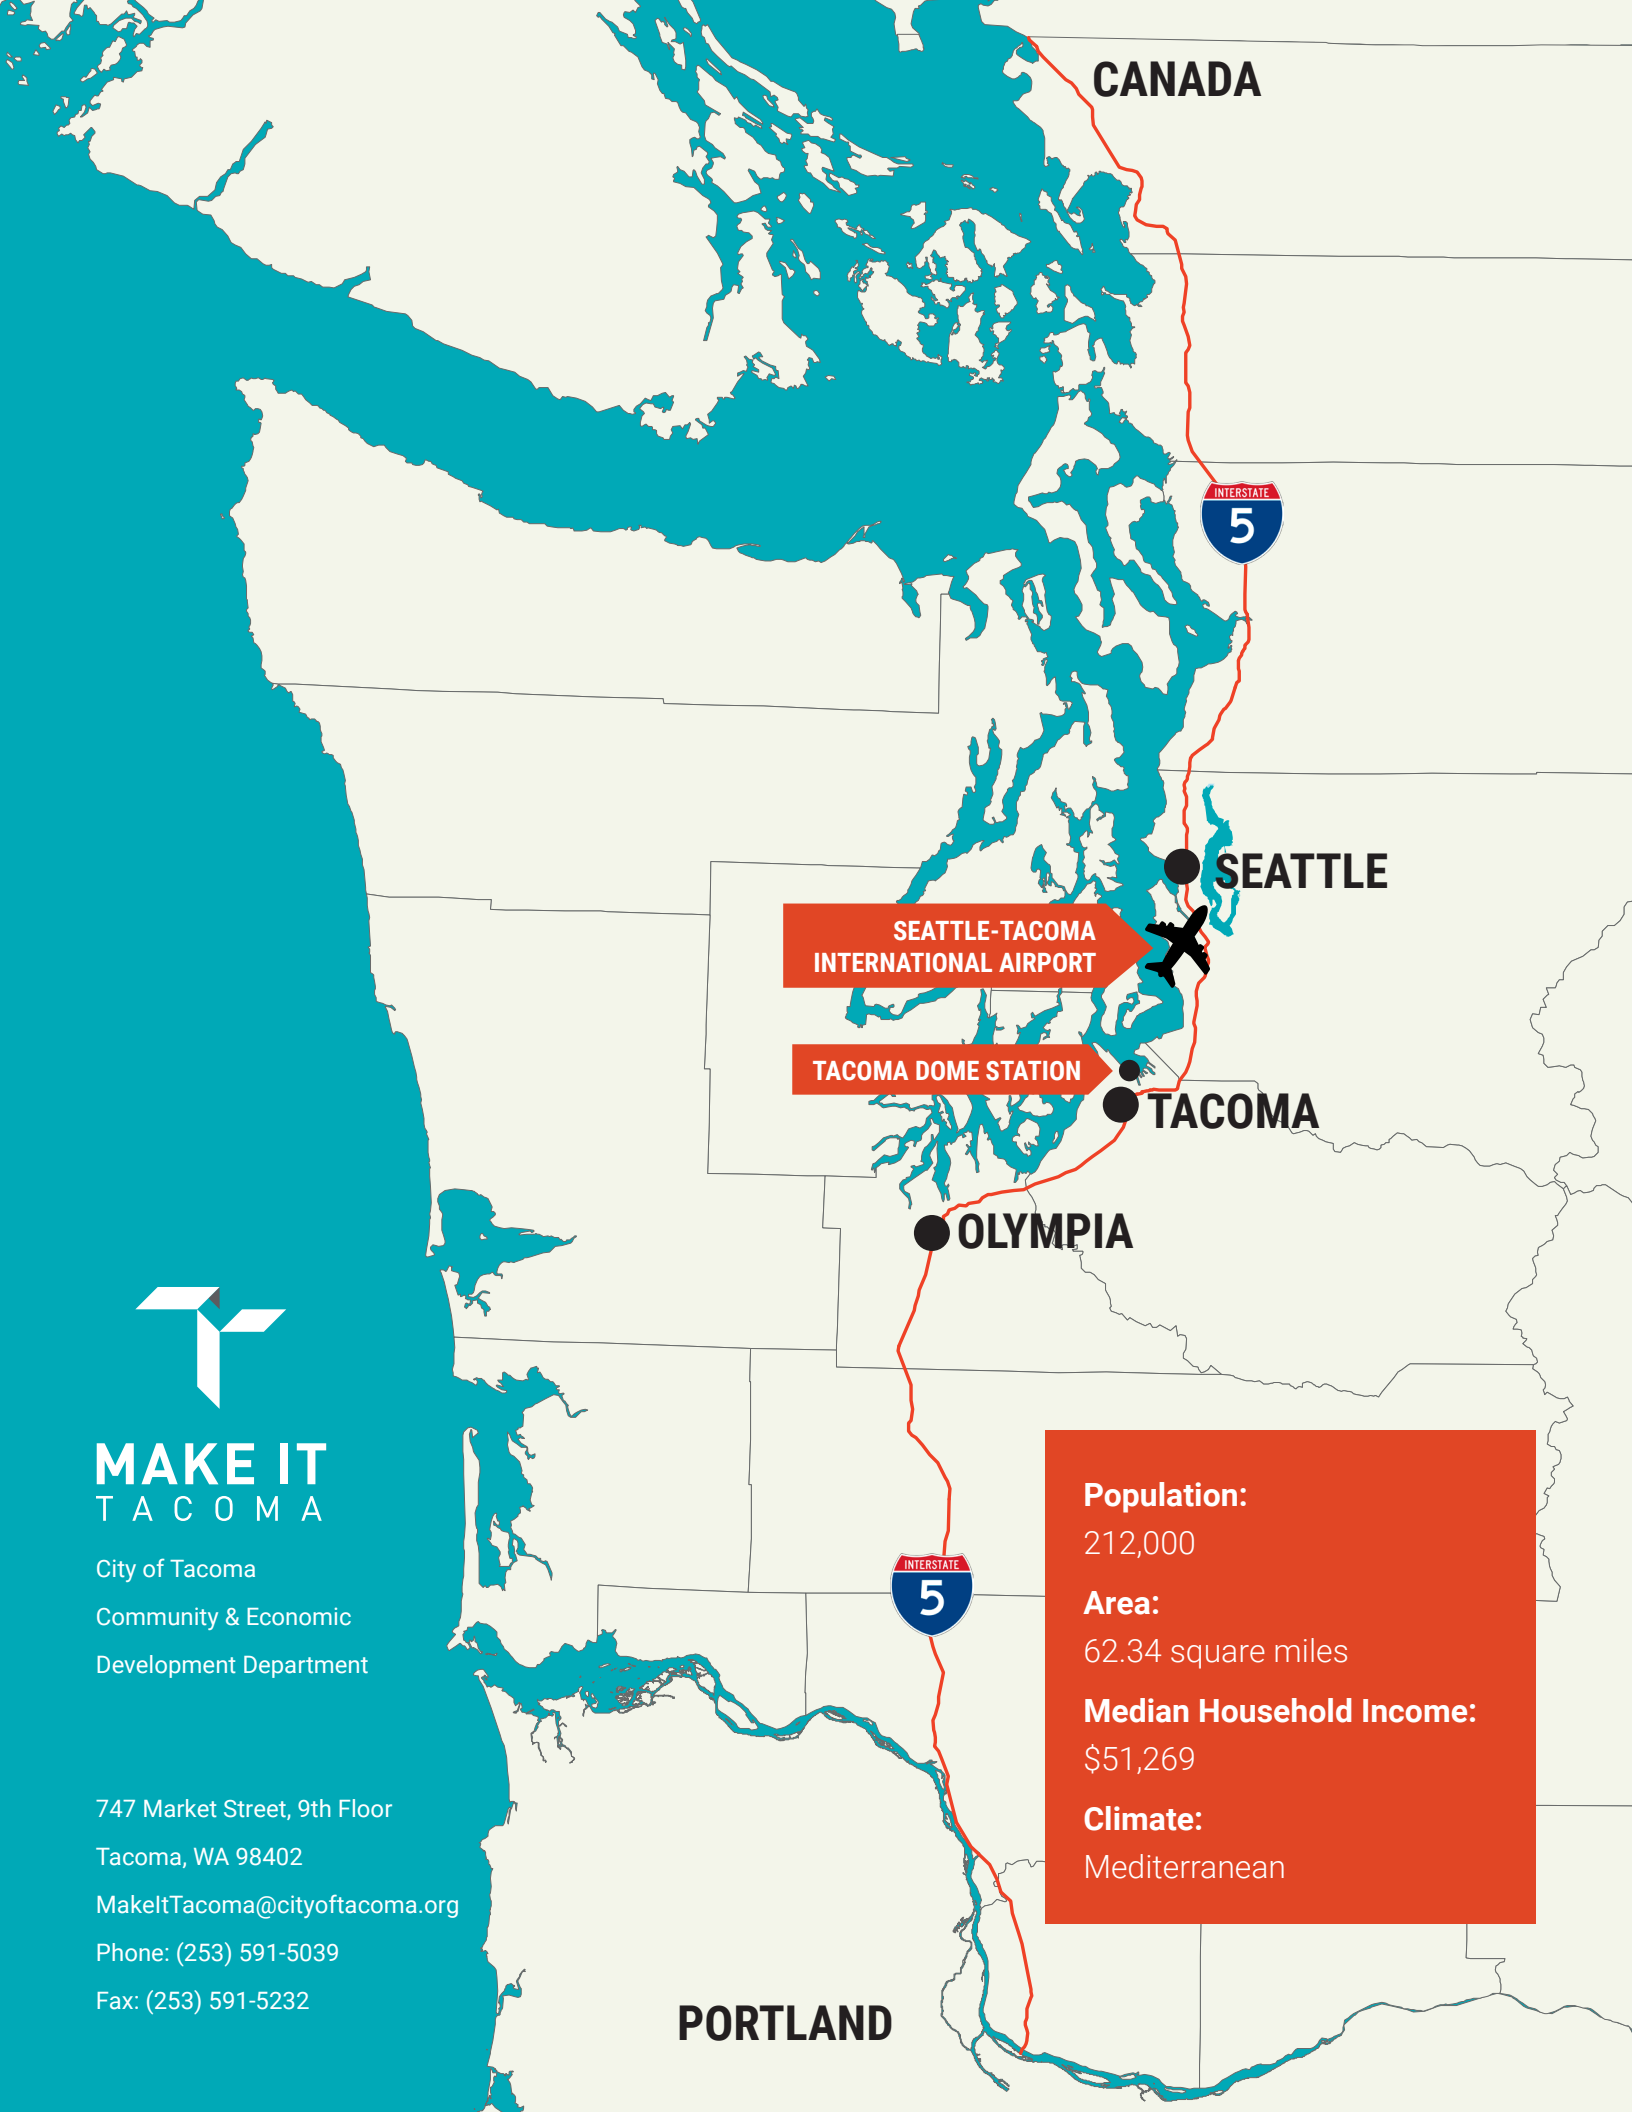 CANADA
INTERSTATE
5
SEATTLE
SEATTLE-TACOMA
INTERNATIONAL AIRPORT
TACOMA DOME STATION
TACOMA
OLYMPIA
MAKE IT
TACOMA
City of Tacoma
Community & Economic
Development Department
747 Market Street, 9th Floor
Tacoma, WA 98402
MakeItTacoma@cityoftacoma.org
Phone: (253) 591-5039
Fax: (253) 591-5232
INTERSTATE
5
Population:
212,000
Area:
62.34 square miles
Median Household Income:
$51,269
Climate:
Mediterranean
PORTLAND